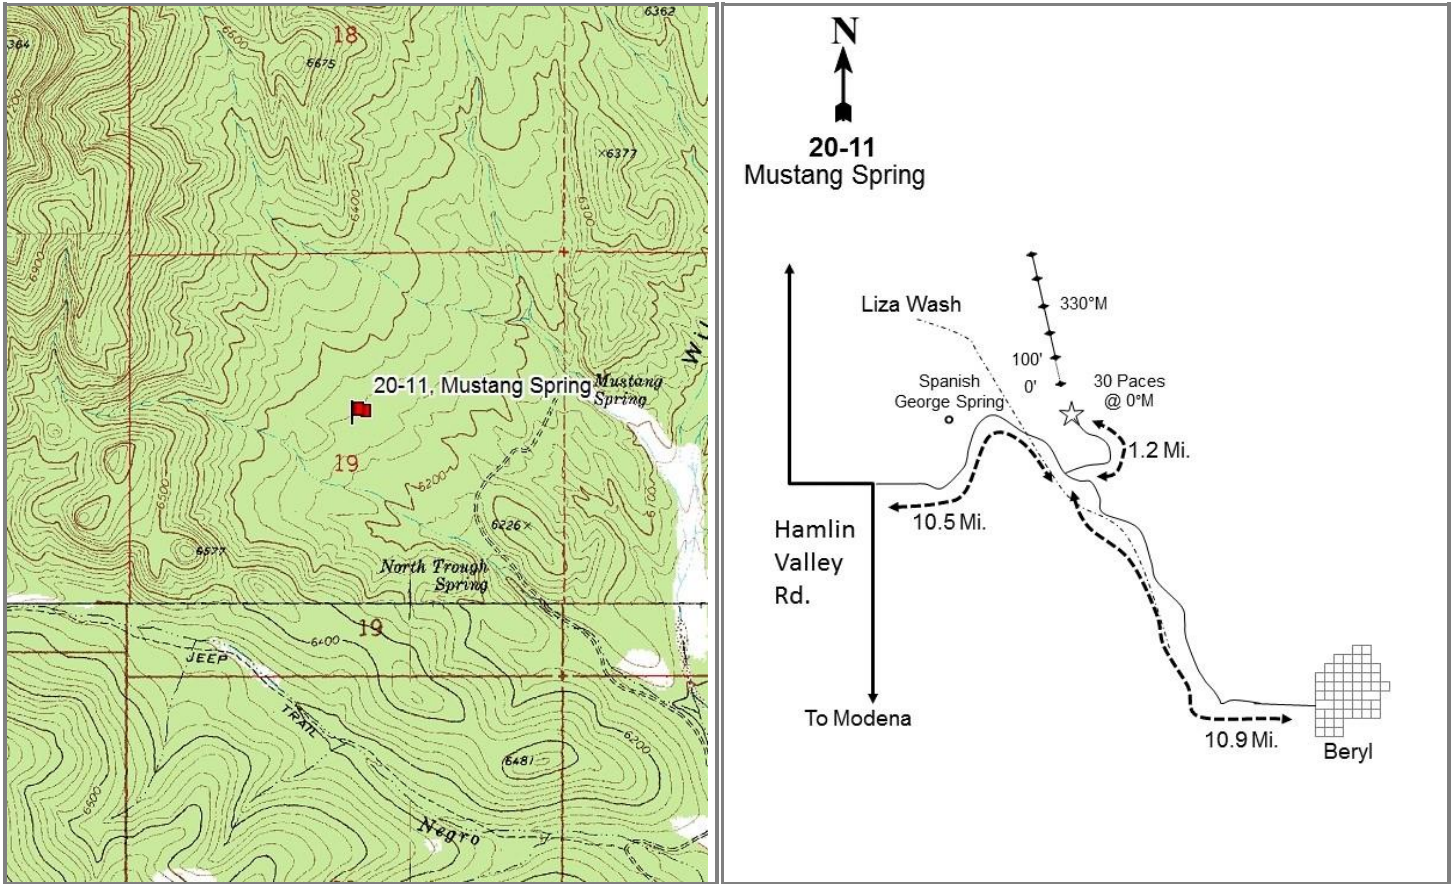 6362
18
6600
6675
×6377
6400
6300
6900
Wil
20-11, Mustang Spring
Mustang
Spring
19
6200
6500
6100
6226×
6577
North Trough
Spring
19
6400
JEEP
TRAIL
6200
6481
6600
Negro
N
20-11
Mustang Spring
Liza Wash
330°M
100'
0'
30 Paces
@ 0°M
Spanish
George Spring
1.2 Mi.
10.5 Mi.
Hamlin
Valley
Rd.
To Modena
10.9 Mi.
Beryl